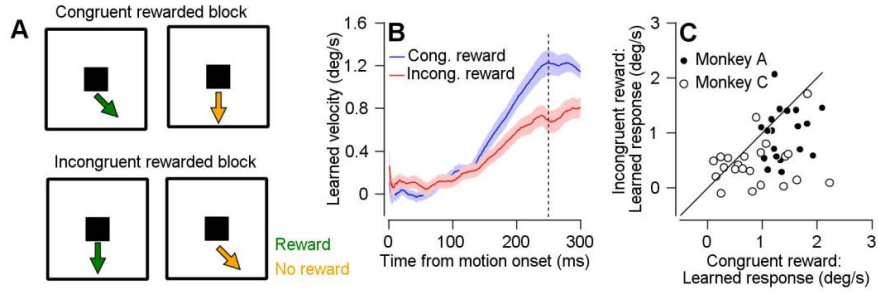 A
Congruent rewarded block
Incongruent rewarded block
Reward
No reward
B
Learned velocity (deg/s)
1.6
1.2
0.8
0.4
0
Cong. reward
Incong. reward
0
100
200
300
Time from motion onset (ms)
C
Incongruent reward:
Learned response (deg/s)
3
2
1
0
Monkey A
Monkey C
0
1
2
3
Congruent reward:
Learned response (deg/s)